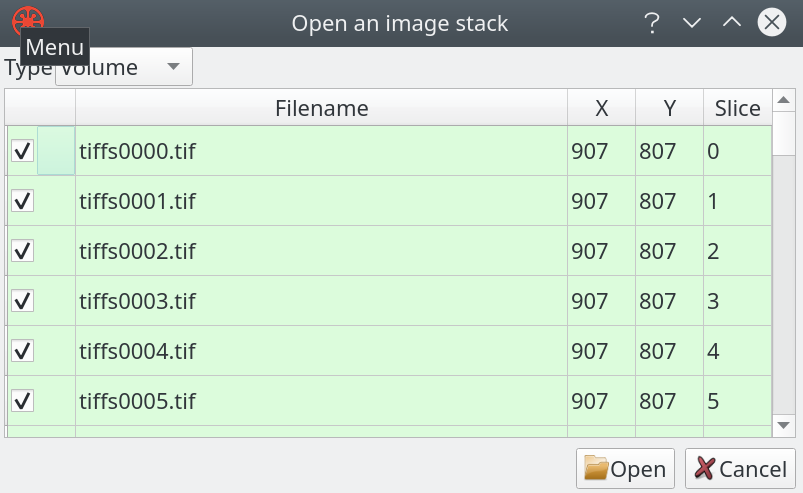 Open an image stack
Menu
Type Volume
Filename X Y Slice
tiffs0000.tif 907 807 0
tiffs0001.tif 907 807 1
tiffs0002.tif 907 807 2
tiffs0003.tif 907 807 3
tiffs0004.tif 907 807 4
tiffs0005.tif 907 807 5
Open Cancel